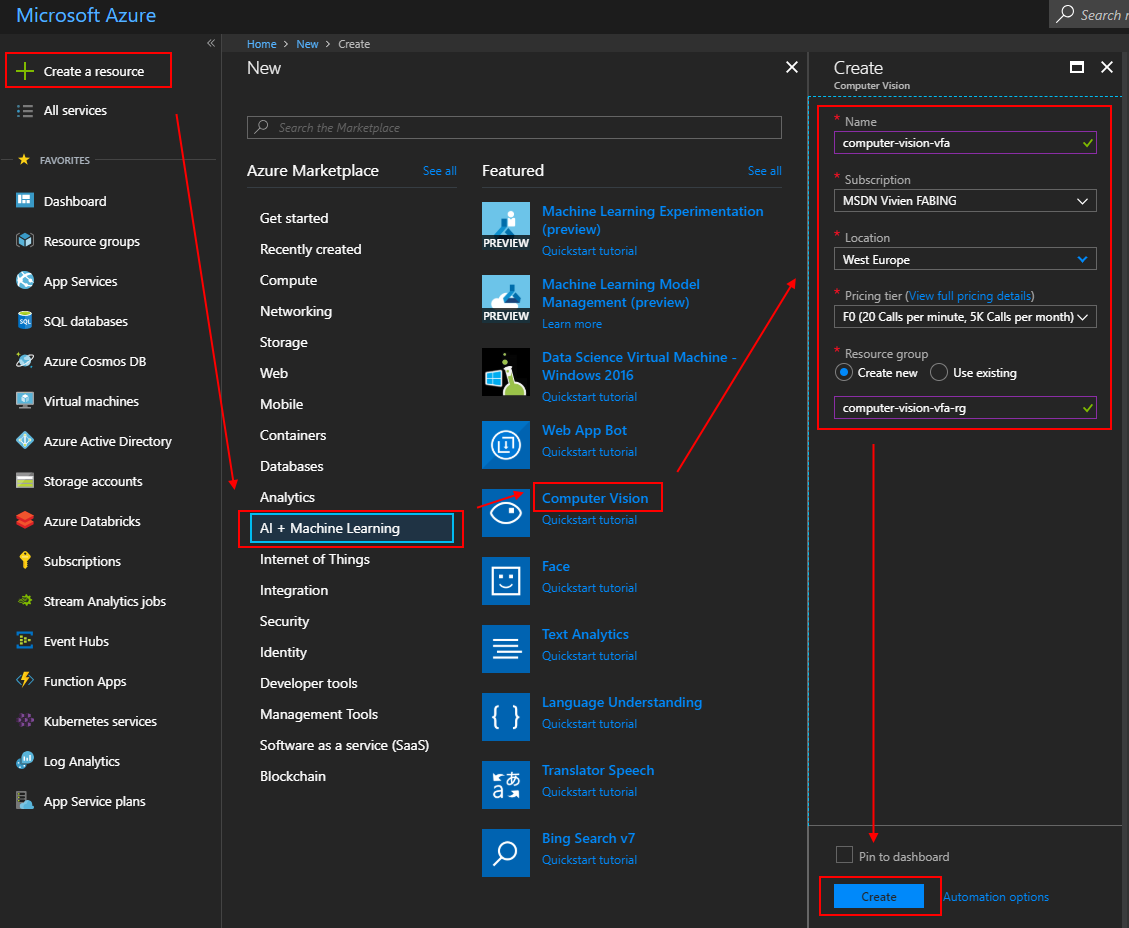 Microsoft Azure
Search r
Create a resource
All services
FAVORITES
Dashboard
Resource groups
App Services
SQL databases
Azure Cosmos DB
Virtual machines
Azure Active Directory
Storage accounts
Azure Databricks
Subscriptions
Stream Analytics jobs
Event Hubs
Function Apps
Kubernetes services
Log Analytics
App Service plans
Home > New > Create
New
Search the Marketplace
Azure Marketplace
See all
Get started
Recently created
Compute
Networking
Storage
Web
Mobile
Containers
Databases
Analytics
AI + Machine Learning
Internet of Things
Integration
Security
Identity
Developer tools
Management Tools
Software as a service (SaaS)
Blockchain
Featured
See all
PREVIEW
Machine Learning Experimentation
(preview)
Quickstart tutorial
PREVIEW
Machine Learning Model
Management (preview)
Learn more
Data Science Virtual Machine -
Windows 2016
Quickstart tutorial
Web App Bot
Quickstart tutorial
Computer Vision
Quickstart tutorial
Face
Quickstart tutorial
Text Analytics
Quickstart tutorial
Language Understanding
Quickstart tutorial
Translator Speech
Quickstart tutorial
Bing Search v7
Quickstart tutorial
Create
Computer Vision
* Name
computer-vision-vfa
* Subscription
MSDN Vivien FABING
* Location
West Europe
* Pricing tier (View full pricing details)
F0 (20 Calls per minute, 5K Calls per month)
* Resource group
Create new
Use existing
computer-vision-vfa-rg
Pin to dashboard
Create
Automation options